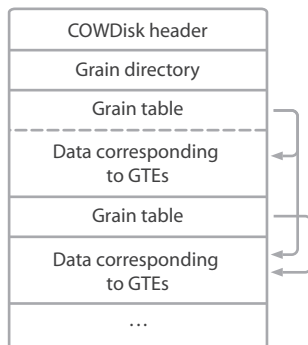 COWDisk header
Grain directory
Grain table
Data corresponding
to GTEs
Grain table
Data corresponding
to GTEs
...